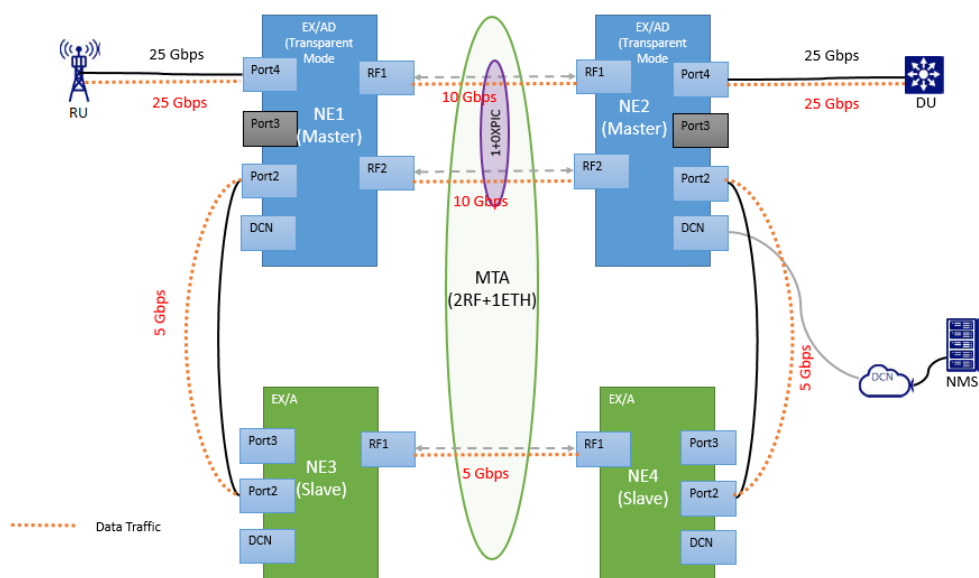 EX/AD
(Transparent
Mode
25 Gbps
Port4
RF1
25 Gbps
RU
Port3
NE1
(Master)
Port2
RF2
DCN
10 Gbps
1+0XPIC
10 Gbps
MTA
(2RF+1ETH)
EX/AD
(Transparent
Mode)
RF1
Port4
25 Gbps
25 Gbps
DU
NE2
(Master)
Port3
RF2
Port2
DCN
5 Gbps
5 Gbps
DCN
NMS
EX/A
Port3
RF1
NE3
(Slave)
Port2
DCN
5 Gbps
EX/A
RF1
Port3
NE4
(Slave)
Port2
DCN
Data Traffic